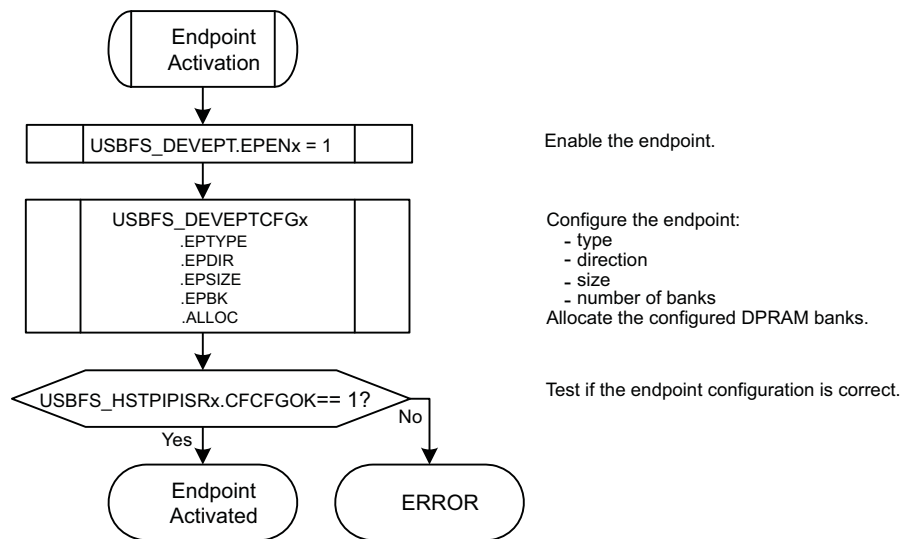 Endpoint
Activation
USBFS_DEVEPT.EPENx = 1
Enable the endpoint.
USBFS_DEVEPTCFGx
.EPTYPE
.EPDIR
.EPSIZE
.EPBK
.ALLOC
Configure the endpoint:
- type
- direction
- size
- number of banks
Allocate the configured DPRAM banks.
USBFS_HSTPIPISRx.CFCFGOK== 1?
Test if the endpoint configuration is correct.
No
Yes
Endpoint
Activated
ERROR